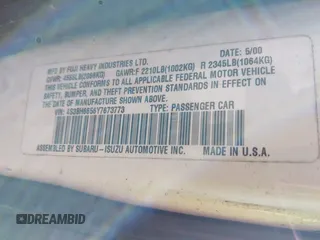 MFD BY FUJI HEAVY INDUSTRIES LTD. DATE 5/00
GAWR:F 2210LB(1002KG) R 2345LB(1064KG)
THIS VEHICLE CONFORMS TO ALL APPLICABLE FEDERAL MOTOR VEHICLE
SAFETY, BUMPER, AND THEFT PREVENTION STANDARDS IN EFFECT ON
THE DATE OF MANUFACTURE SHOWN ABOVE.
VIN: TYPE: PASSENGER CAR
ASSEMBLED BY SUBARU-ISUZU AUTOMOTIVE INC. MADE IN U.S.A.
DREAMBID